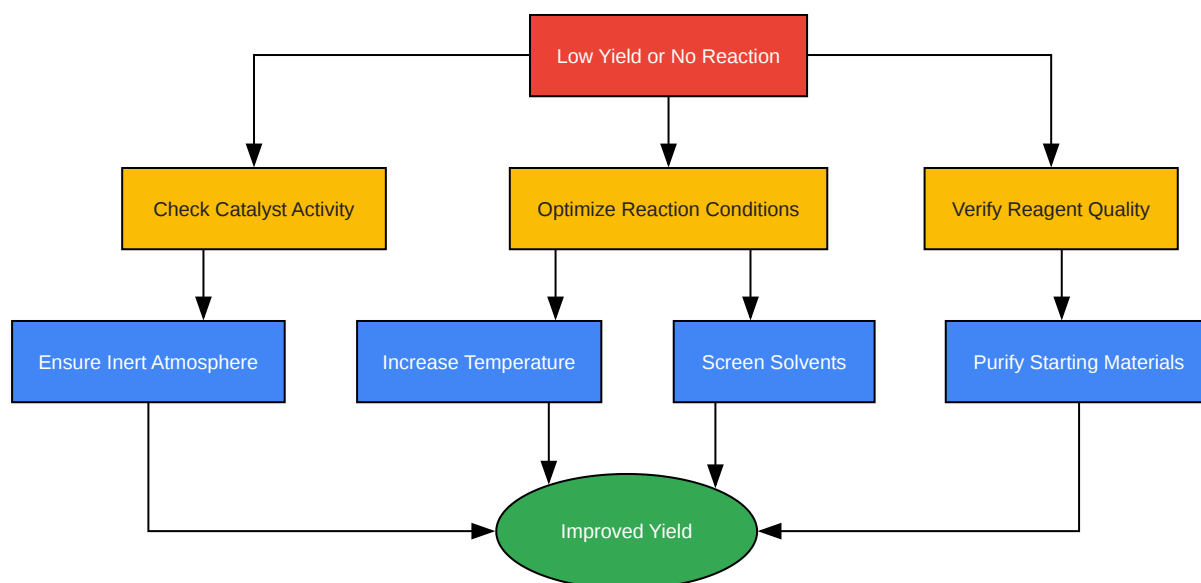 Low Yield or No Reaction
Check Catalyst Activity
Optimize Reaction Conditions
Verify Reagent Quality
Ensure Inert Atmosphere
Increase Temperature
Screen Solvents
Purify Starting Materials
Improved Yield